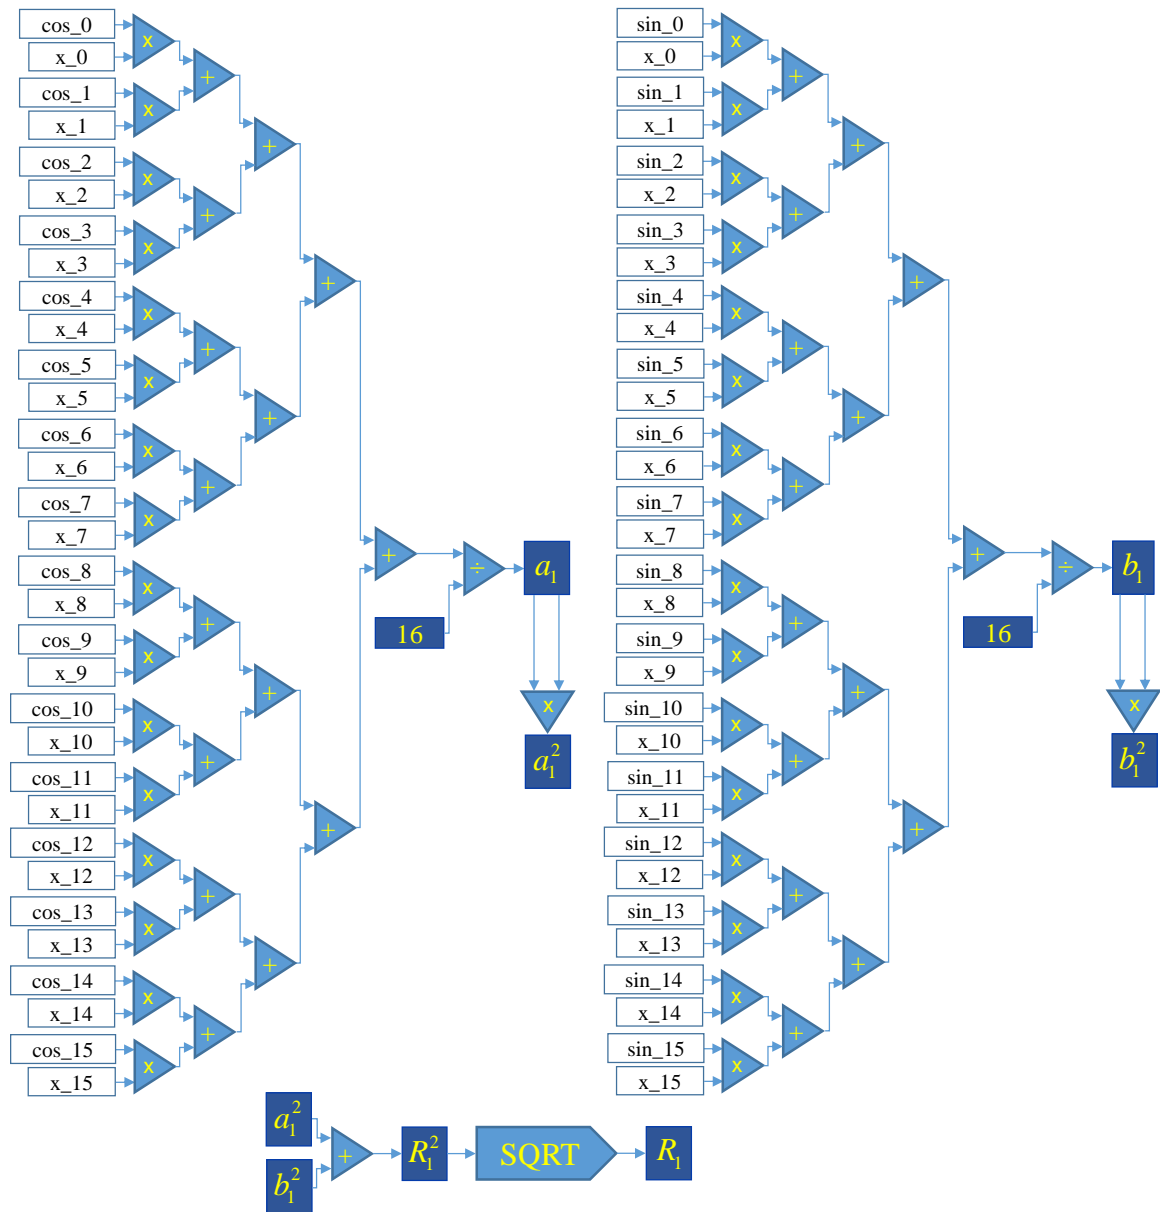 cos_0
x
x_0
+
cos_1
x
x_1
+
cos_2
x
x_2
+
cos_3
x
x_3
+
cos_4
x
x_4
+
cos_5
x
x_5
+
cos_6
x
x_6
+
cos_7
x
x_7
+
cos_8
x
x_8
+
cos_9
x
x_9
+
cos_10
x
x_10
+
cos_11
x
x_11
+
cos_12
x
x_12
+
cos_13
x
x_13
+
cos_14
x
x_14
+
cos_15
x
x_15
÷
16
a₁
x
a₁²
sin_0
x
x_0
+
sin_1
x
x_1
+
sin_2
x
x_2
+
sin_3
x
x_3
+
sin_4
x
x_4
+
sin_5
x
x_5
+
sin_6
x
x_6
+
sin_7
x
x_7
+
sin_8
x
x_8
+
sin_9
x
x_9
+
sin_10
x
x_10
+
sin_11
x
x_11
+
sin_12
x
x_12
+
sin_13
x
x_13
+
sin_14
x
x_14
+
sin_15
x
x_15
÷
16
b₁
x
b₁²
a₁²
+
b₁²
R₁²
SQRT
R₁